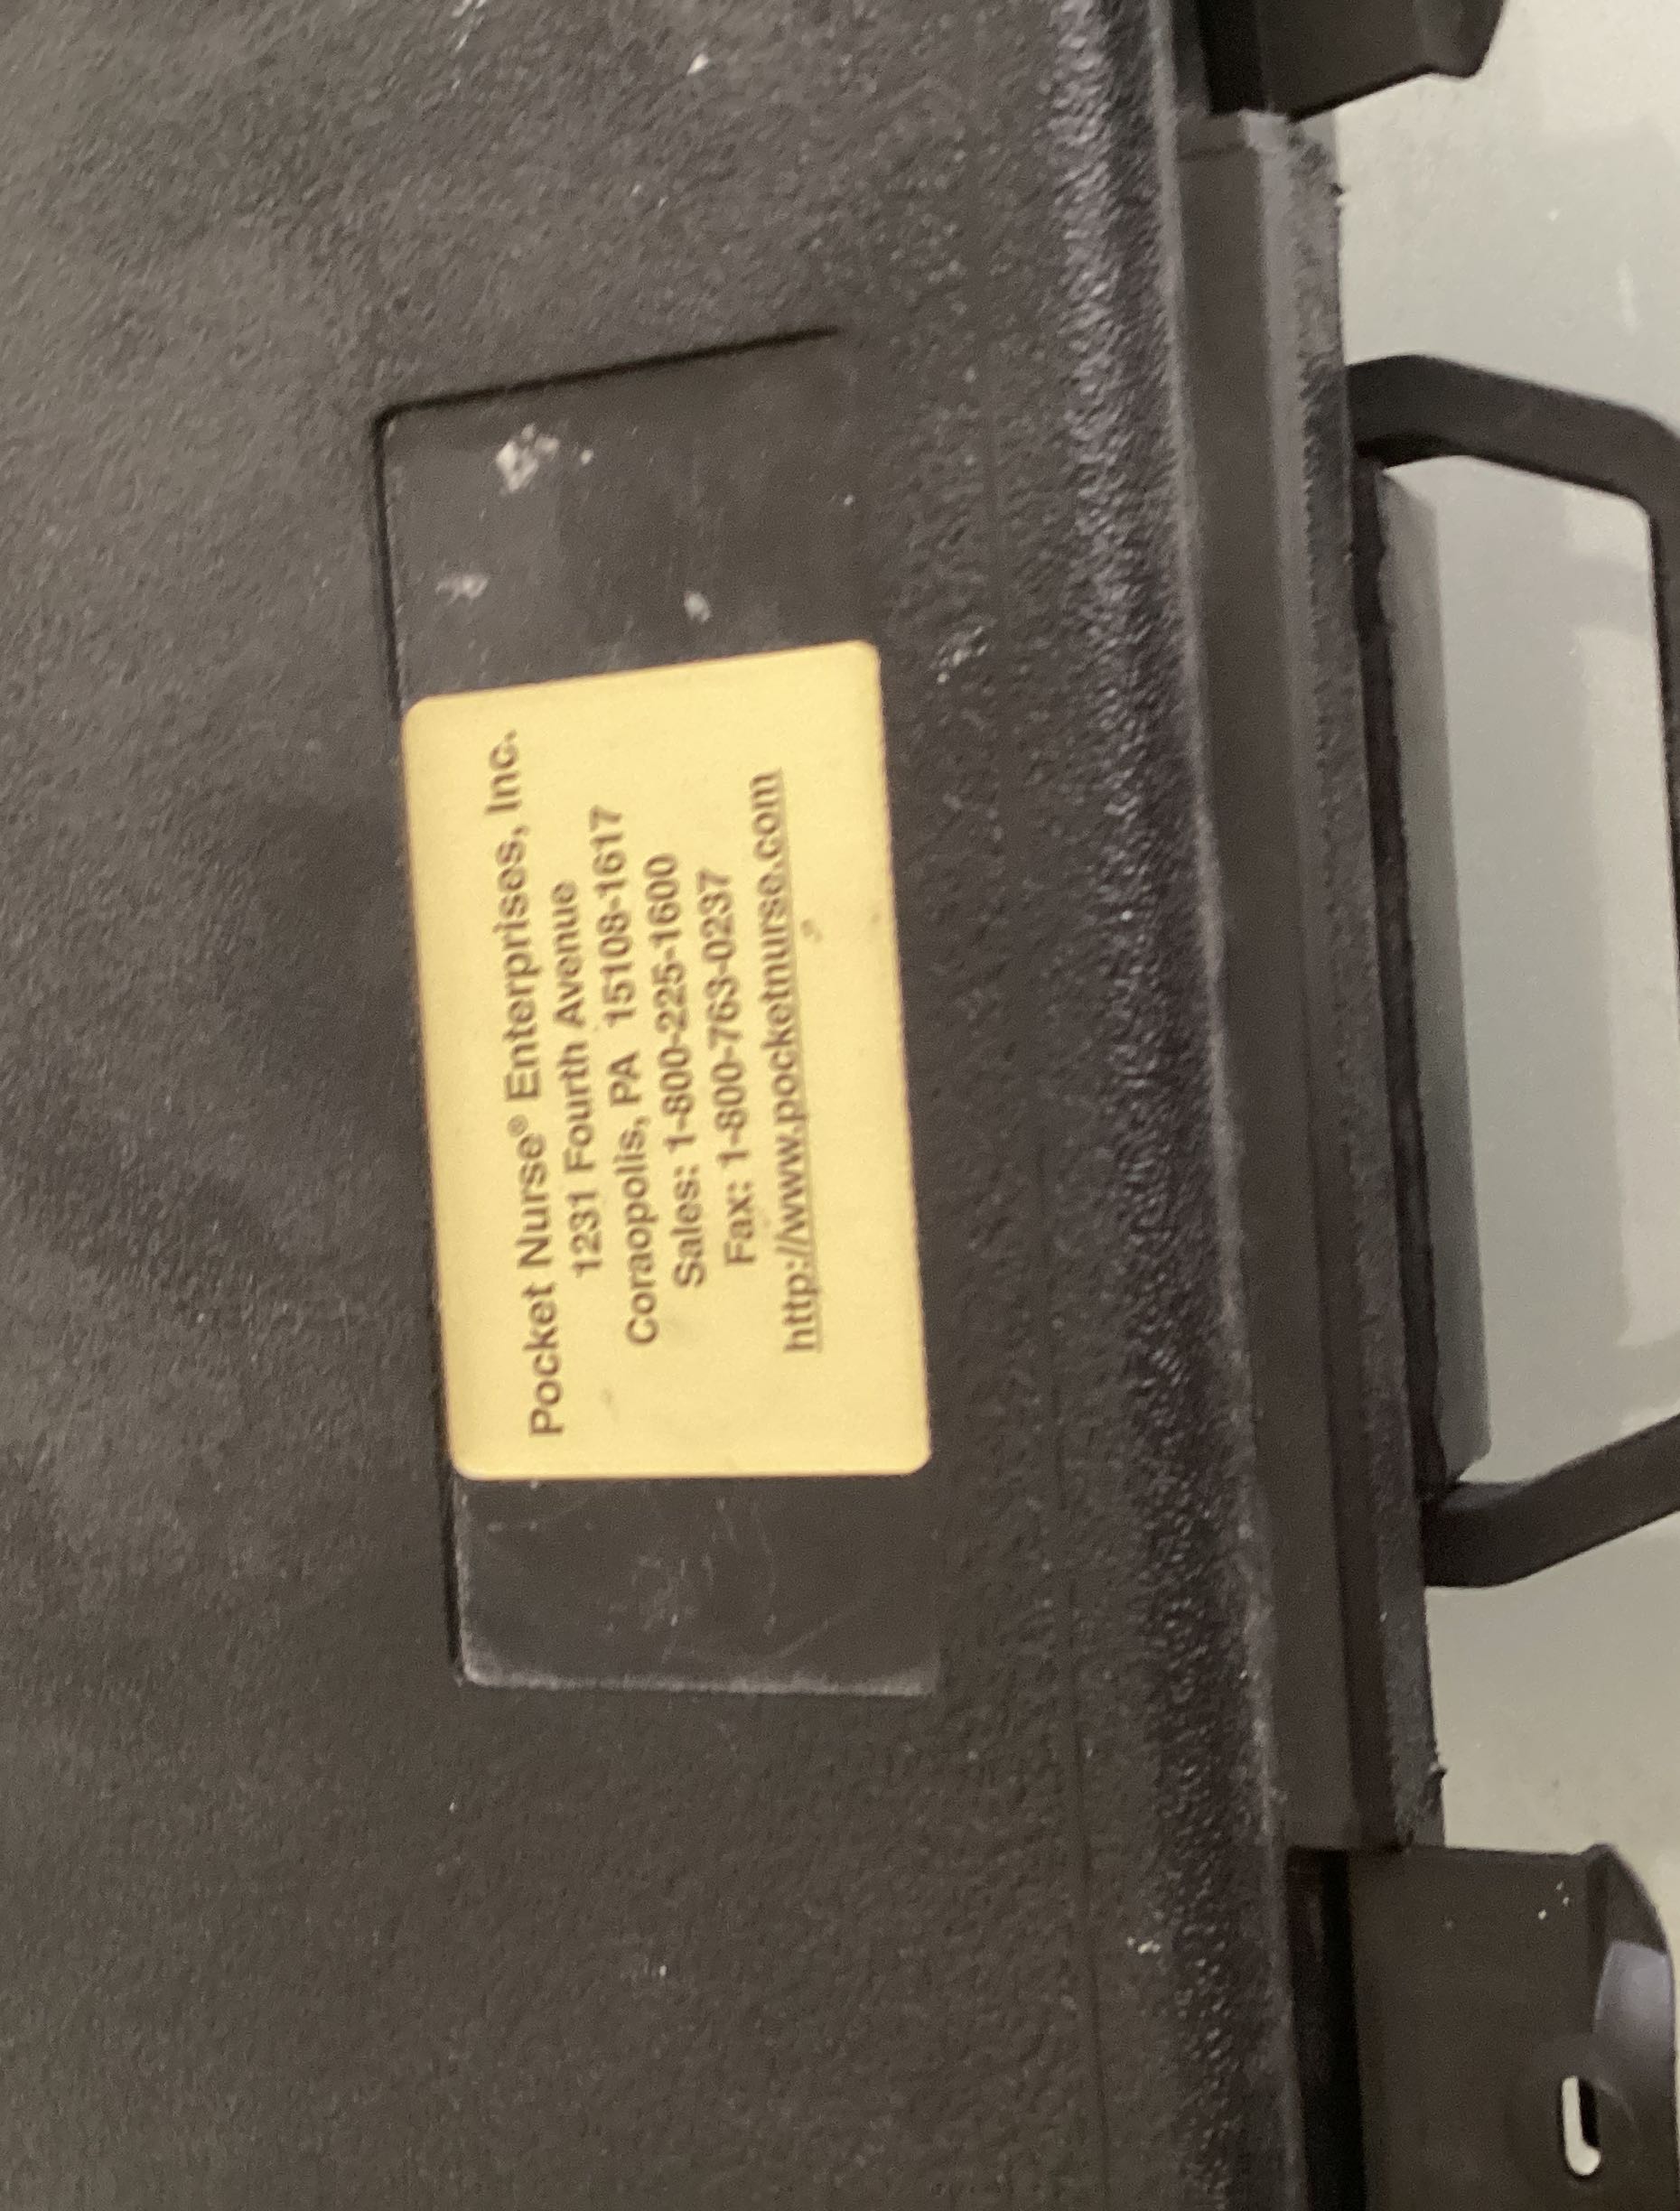 Pocket Nurse® Enterprises, Inc.
1231 Fourth Avenue
Coraopolis, PA 15108-1617
Sales: 1-800-225-1600
Fax: 1-800-763-0237
http://www.pocketnurse.com